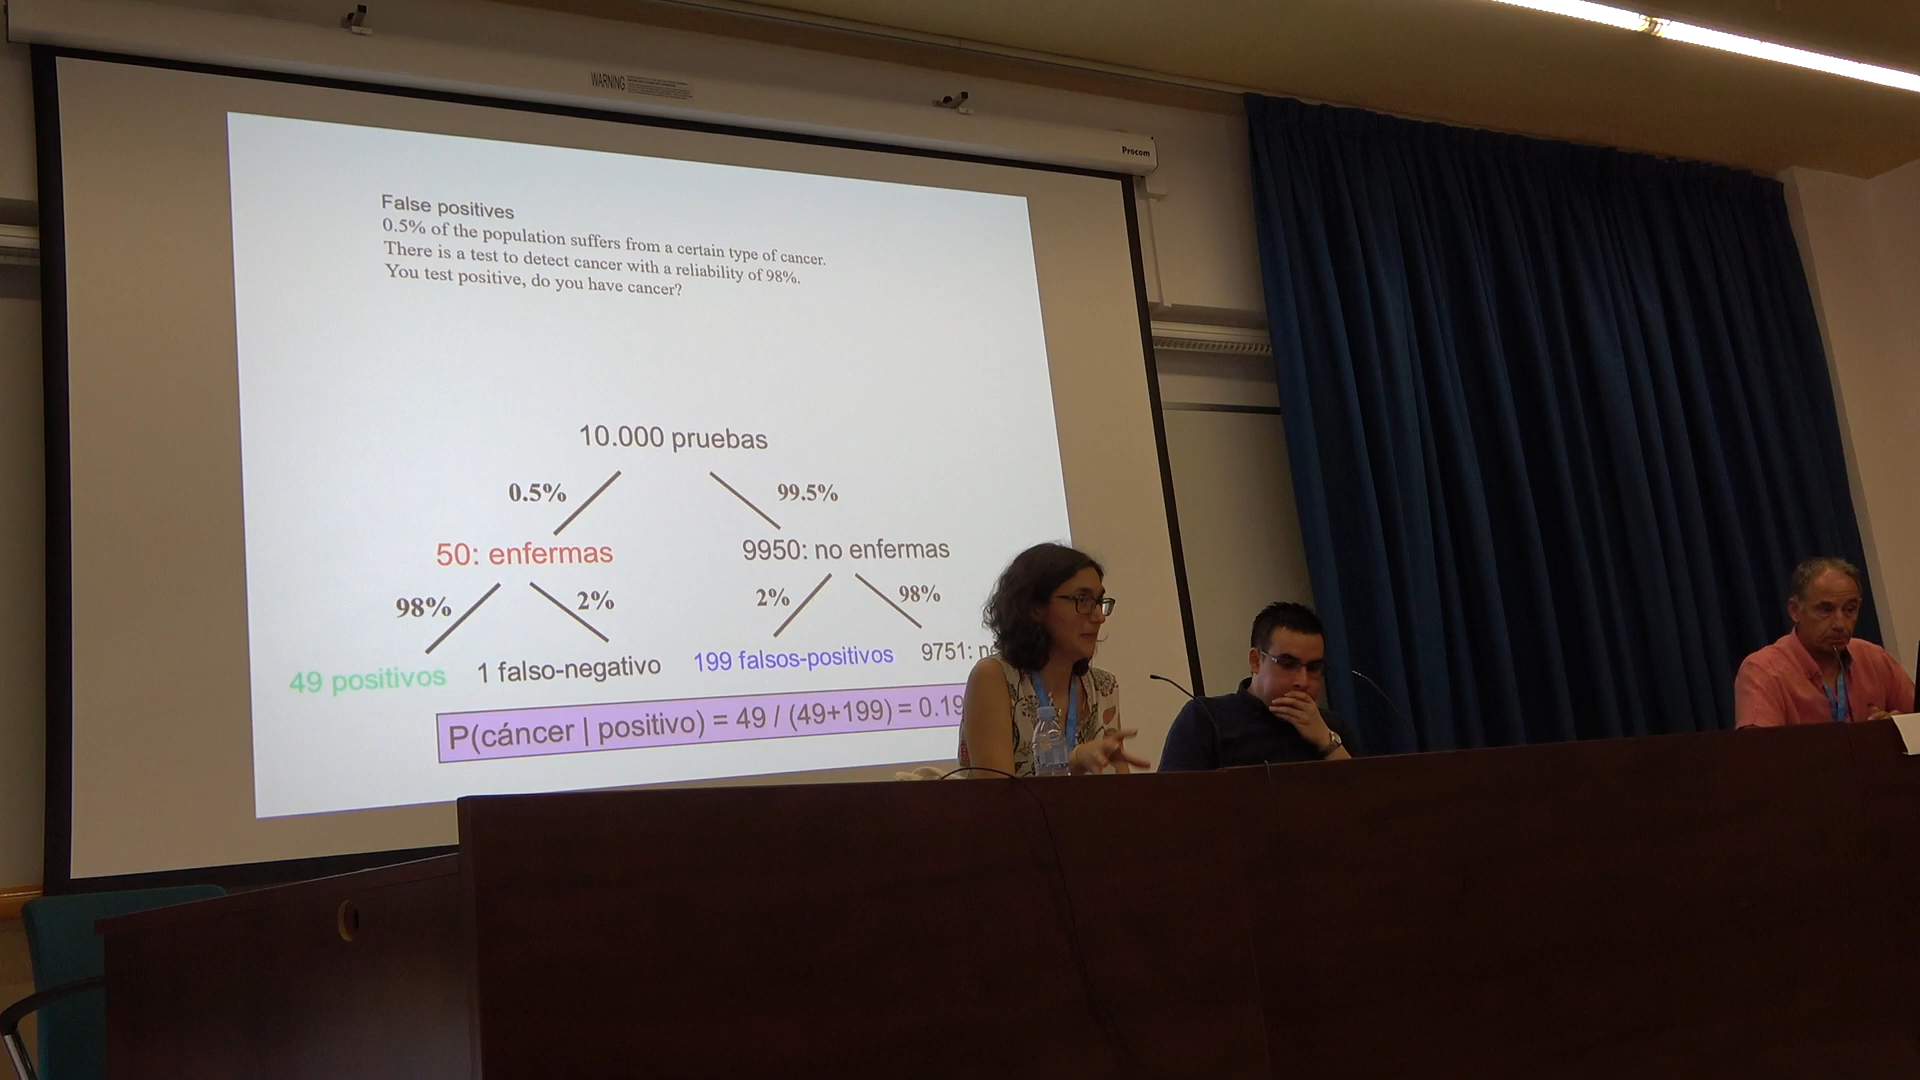 WARNING
Procom
False positives
0.5% of the population suffers from a certain type of cancer.
There is a test to detect cancer with a reliability of 98%.
You test positive, do you have cancer?
10.000 pruebas
0.5% 99.5%
50: enfermas 9950: no enfermas
98% 2% 2% 98%
49 positivos 1 falso-negativo 199 falsos-positivos 9751:
P(cáncer | positivo) = 49 / (49+199) = 0.19